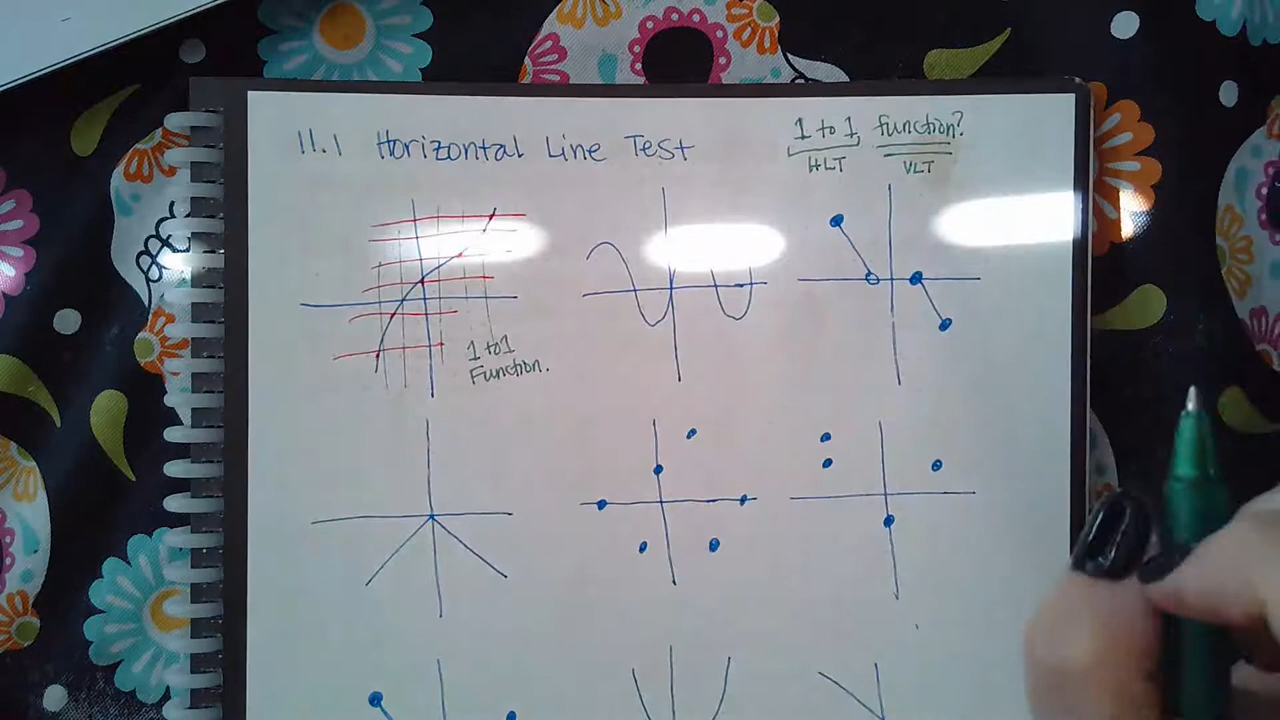 11.1 Horizontal Line Test
1 to 1 function?
HLT VLT
1 to 1
Function.